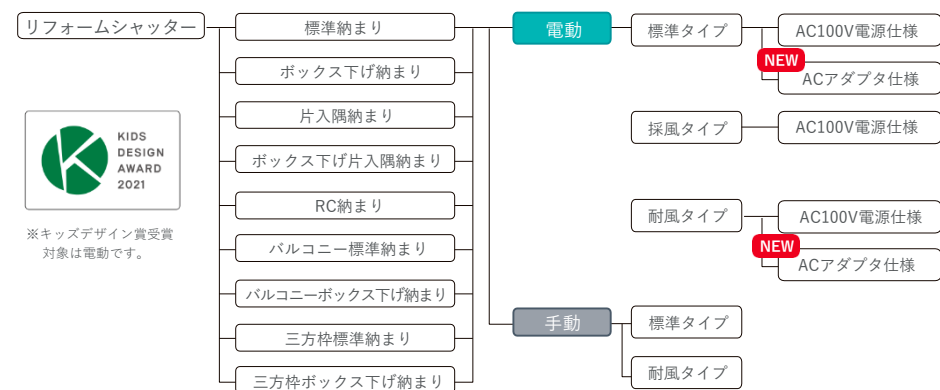 リフォームシャッター
標準納まり
ボックス下げ納まり
片入隅納まり
ボックス下げ片入隅納まり
RC納まり
バルコニー標準納まり
バルコニーボックス下げ納まり
三方枠標準納まり
三方枠ボックス下げ納まり
電動
標準タイプ
AC100V電源仕様
NEW
ACアダプタ仕様
採風タイプ
AC100V電源仕様
耐風タイプ
AC100V電源仕様
NEW
ACアダプタ仕様
手動
標準タイプ
耐風タイプ
KIDS
DESIGN
AWARD
2021
※キッズデザイン賞受賞
対象は電動です。